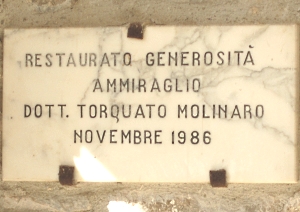 RESTAURATO GENEROSITÀ
AMMIRAGLIO
DOTT. TORQUATO MOLINARO
NOVEMBRE 1986